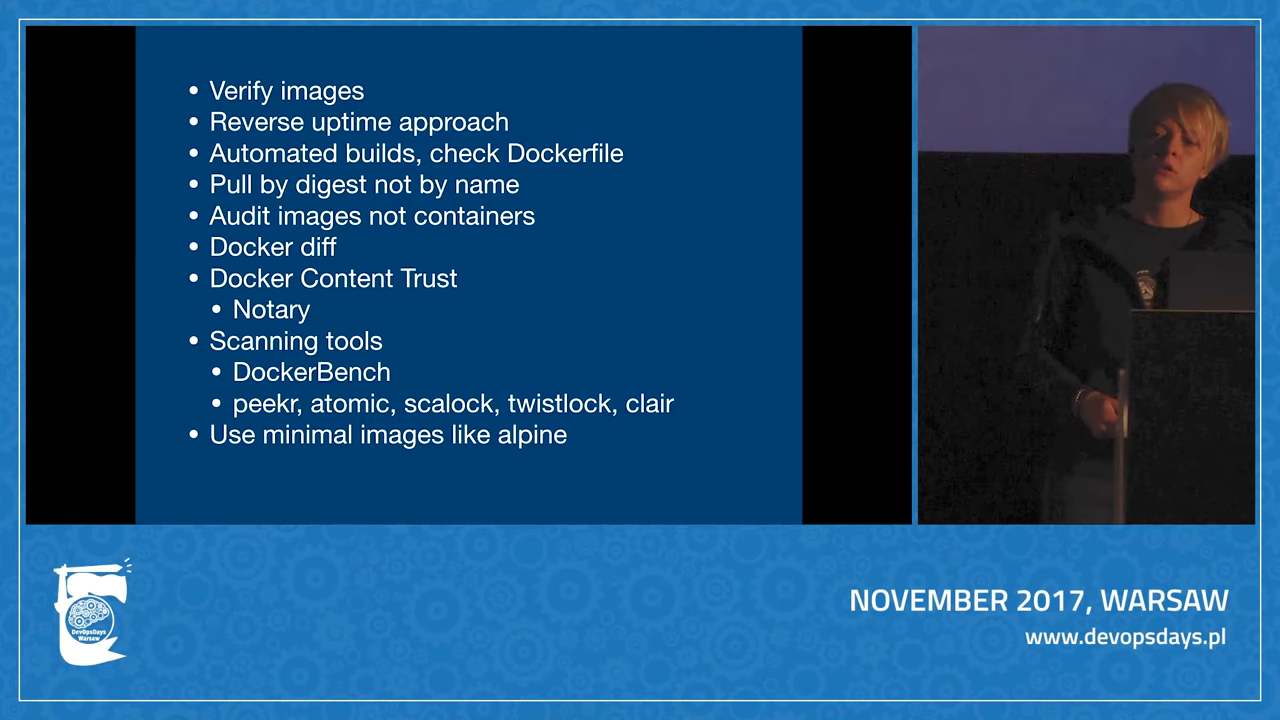 • Verify images
• Reverse uptime approach
• Automated builds, check Dockerfile
• Pull by digest not by name
• Audit images not containers
• Docker diff
• Docker Content Trust
• Notary
• Scanning tools
• DockerBench
• peekr, atomic, scalock, twistlock, clair
• Use minimal images like alpine
DevOpsDays
Warsaw
NOVEMBER 2017, WARSAW
www.devopsdays.pl